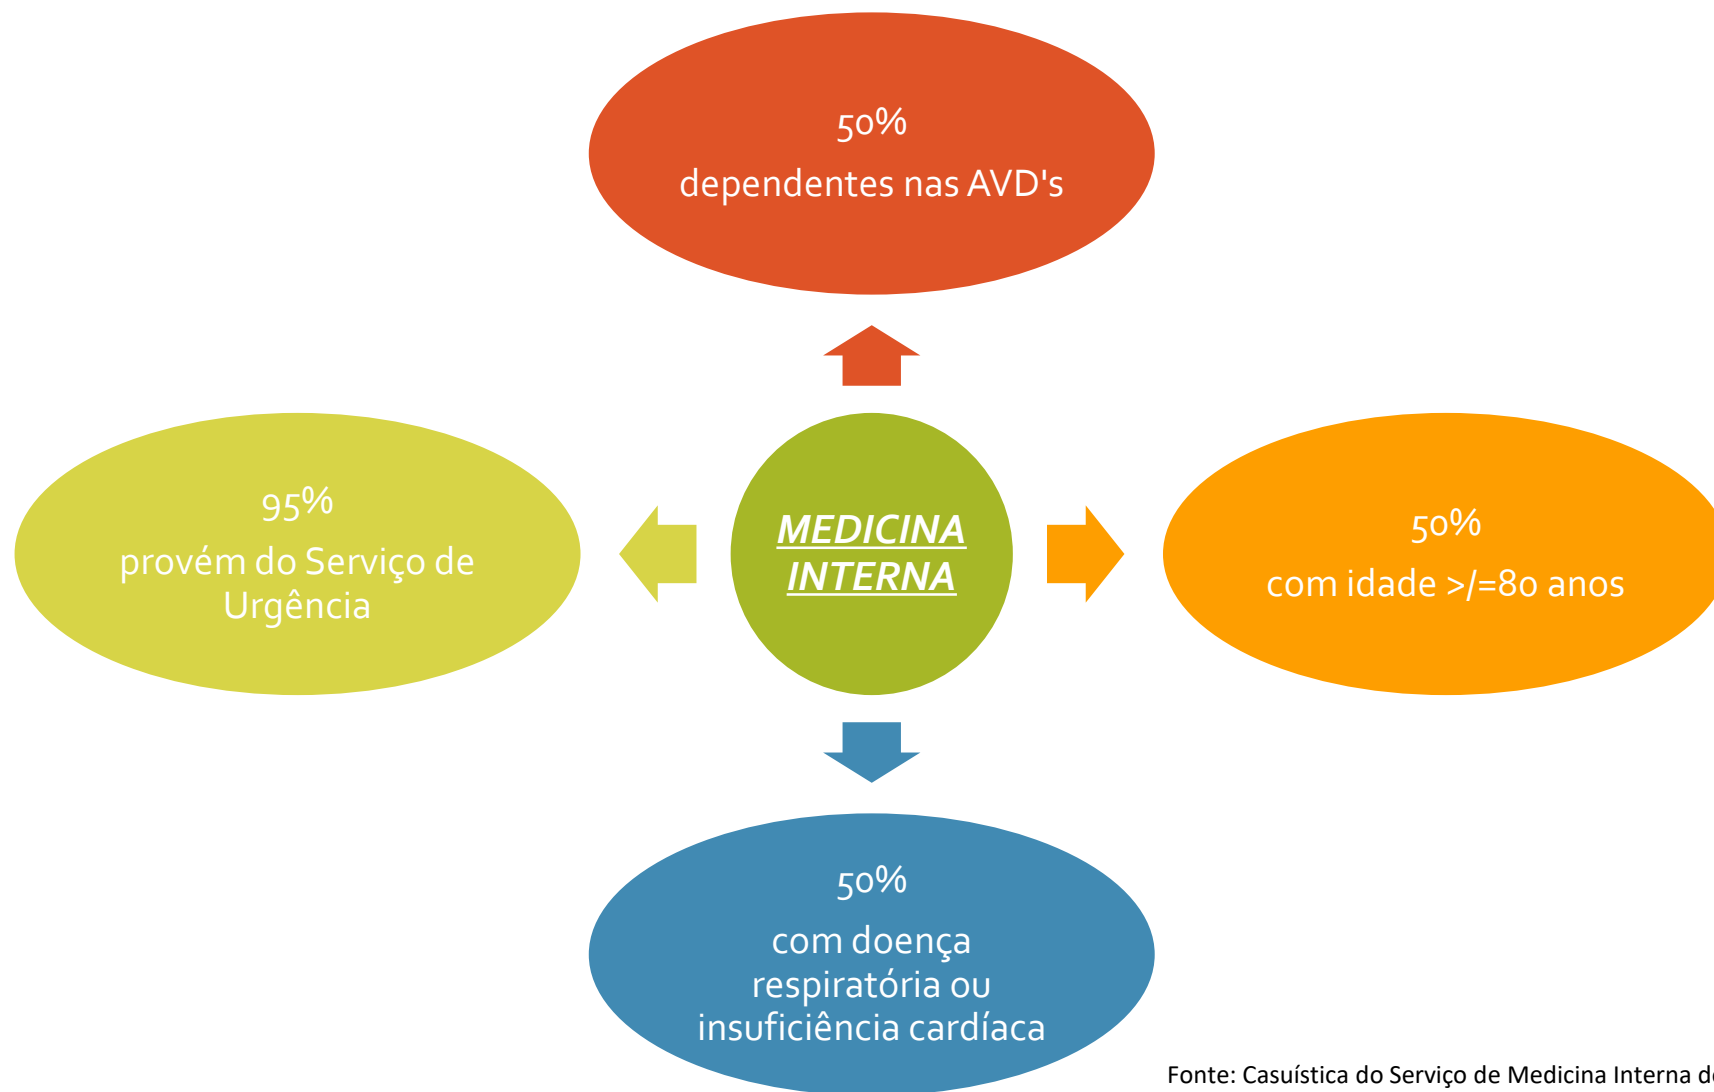 50%
dependentes nas AVD's
95%
provém do Serviço de
Urgência
MEDICINA
INTERNA
50%
com idade >/=80 anos
50%
com doença
respiratória ou
insuficiência cardíaca
Fonte: Casuística do Serviço de Medicina Interna